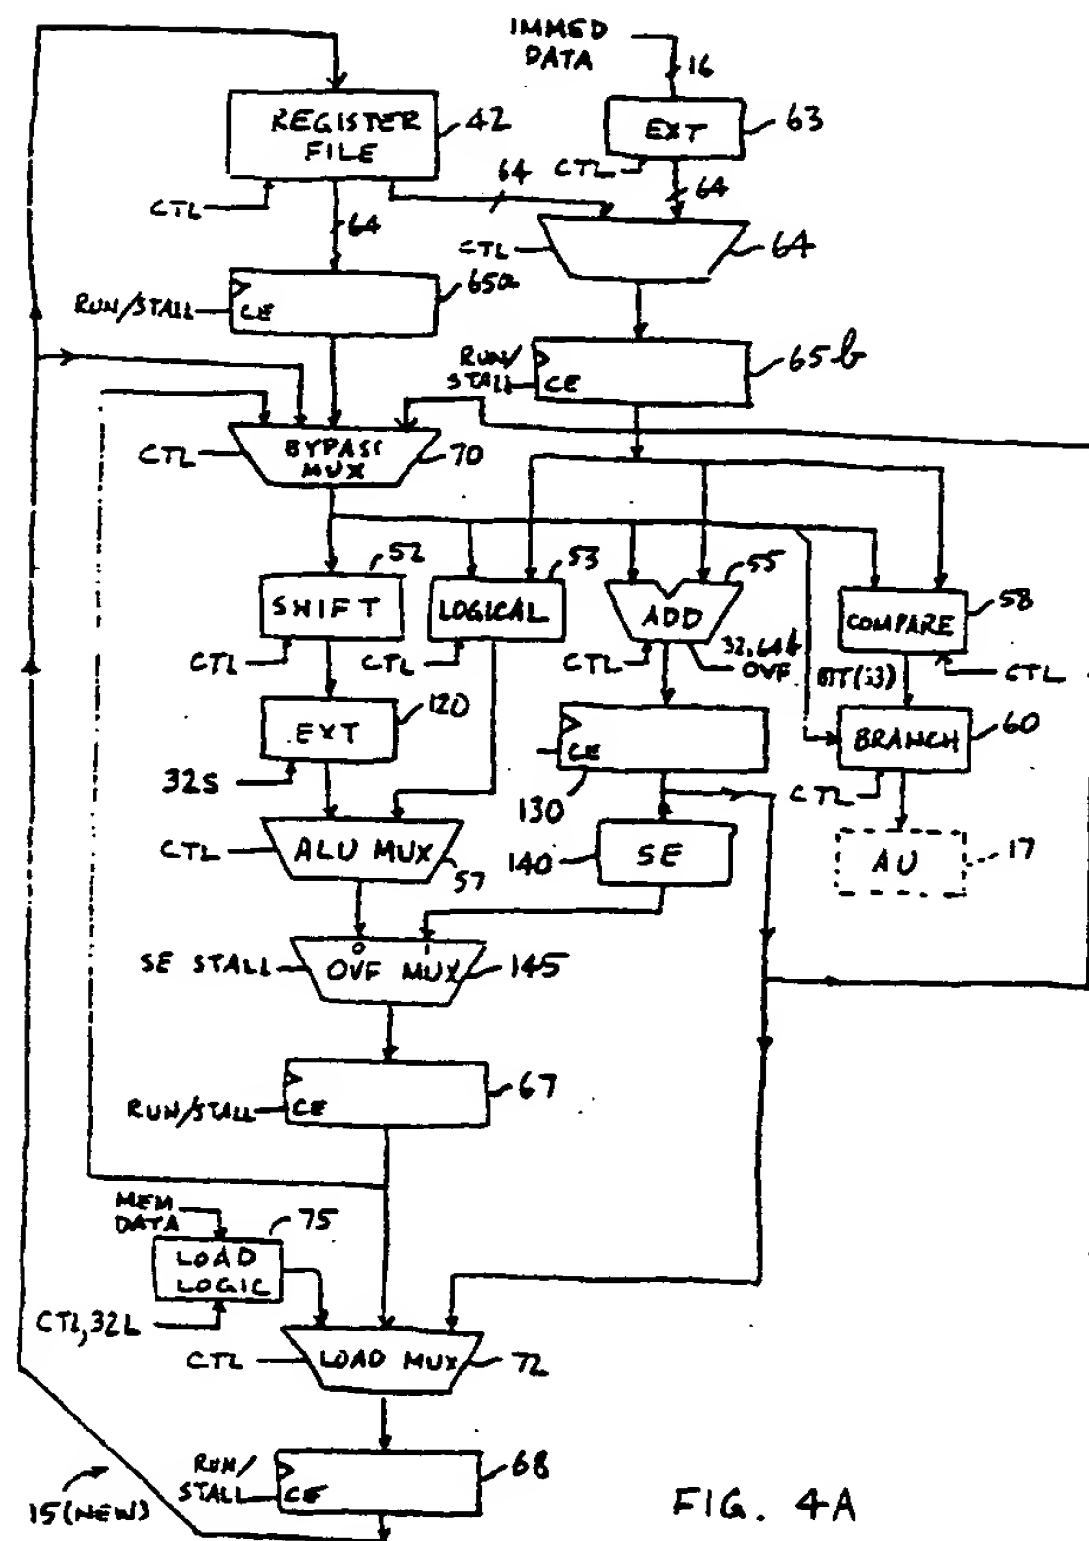 IMMED
DATA
16
REGISTER
FILE
42
EXT
63
CTL
64
64
CTL
64
CTL
64
65a
RUN/STALL
CE
RUN/
STALL
CE
65b
CTL
BYPASS
MUX
70
52
53
55
SHIFT
LOGICAL
ADD
58
COMPARE
CTL
CTL
CTL
32,64b
OVF
CTL
120
EXT
CE
BRANCH
60
32S
130
CTL
CTL
ALU MUX
57
140
SE
AU
17
SE STALL
0
1
OVF MUX
145
67
RUN/STALL
CE
MEM
DATA
75
LOAD
LOGIC
CTL,32L
CTL
LOAD MUX
72
RUN/
STALL
CE
68
15 (NEW)
FIG. 4A